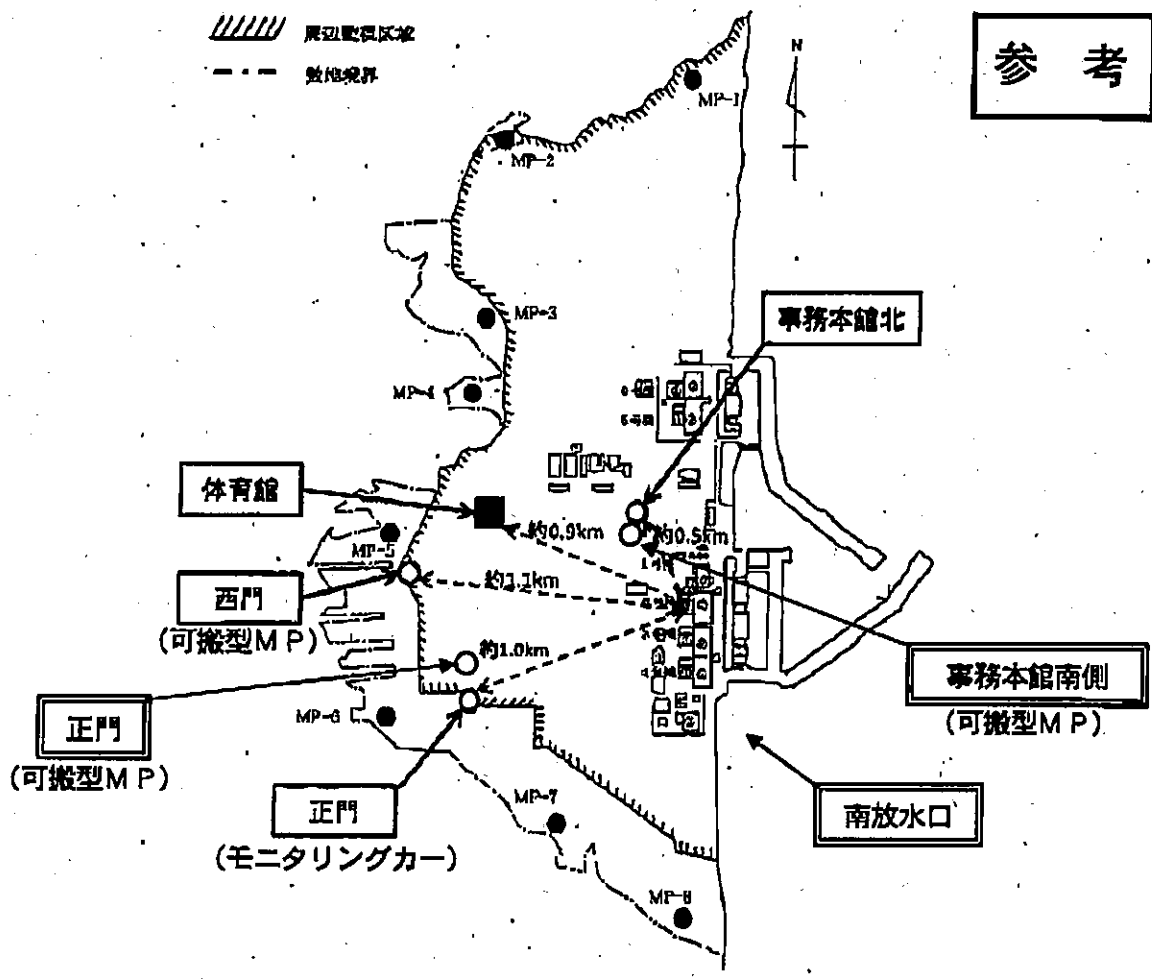 周辺監視区域
敷地境界
参 考
N
MP-1
MP-2
MP-3
事務本館北
MP-4
体育館
約0.9km
約0.5km
MP-5
西門
(可搬型MP)
約1.1km
約1.0km
事務本館南側
(可搬型MP)
正門
(可搬型MP)
MP-6
正門
(モニタリングカー)
MP-7
南放水口
MP-8